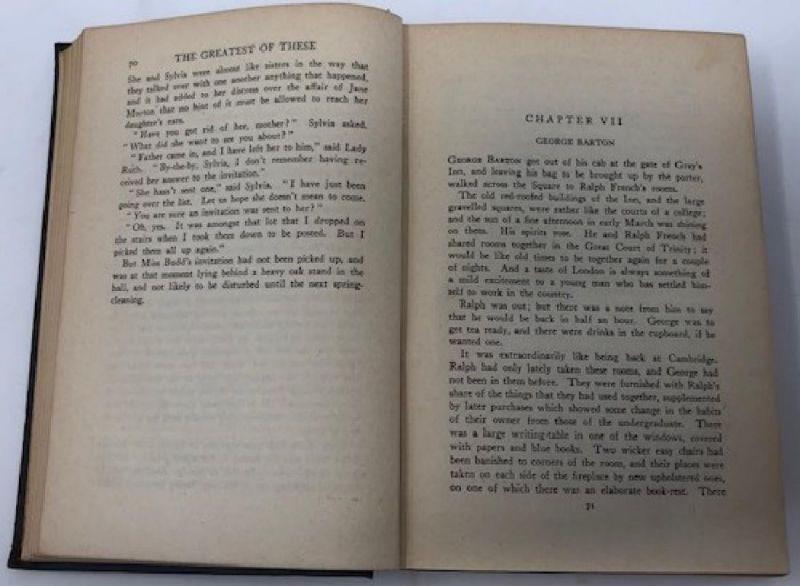 70
THE GREATEST OF THESE
She and Sylvia were almost like sisters in the way that
they talked over with one another anything that happened,
and it had added to her distress over the affair of Jane
Morton that no hint of it must be allowed to reach her
daughter's ears.
"Have you got rid of her, mother?" Sylvia asked.
"What did she want to see you about?"
"Father came in, and I have left her to him," said Lady
Ruth. "By-the-by, Sylvia, I don't remember having re-
ceived her answer to the invitation."
"She hasn't sent one," said Sylvia. "I have just been
going over the list. Let us hope she doesn't mean to come.
"You are sure an invitation was sent to her?"
"Oh, yes. It was amongst that lot that I dropped on
the stairs when I took them down to be posted. But I
picked them all up again."
But Miss Budd's invitation had not been picked up, and
was at that moment lying behind a heavy oak stand in the
hall, and not likely to be disturbed until the next spring-
cleaning.
CHAPTER VII
GEORGE BARTON
GEORGE BARTON got out of his cab at the gate of Gray's
Inn, and leaving his bag to be brought up by the porter,
walked across the Square to Ralph French's rooms.
The old red-roofed buildings of the Inn, and the large
gravelled squares, were rather like the courts of a college;
and the sun of a fine afternoon in early March was shining
on them. His spirits rose. He and Ralph French had
shared rooms together in the Great Court of Trinity; it
would be like old times to be together again for a couple
of nights. And a taste of London is always something of
a mild excitement to a young man who has settled him-
self to work in the country.
Ralph was out; but there was a note from him to say
that he would be back in half an hour. George was to
get tea ready, and there were drinks in the cupboard, if he
wanted one.
It was extraordinarily like being back at Cambridge.
Ralph had only lately taken these rooms, and George had
not been in them before. They were furnished with Ralph's
share of the things that they had used together, supplemented
by later purchases which showed some change in the habits
of their owner from those of the undergraduate. There
was a large writing-table in one of the windows, covered
with papers and blue books. Two wicker easy chairs had
been banished to corners of the room, and their places were
taken on each side of the fireplace by new upholstered ones,
on one of which there was an elaborate book-rest. There
71